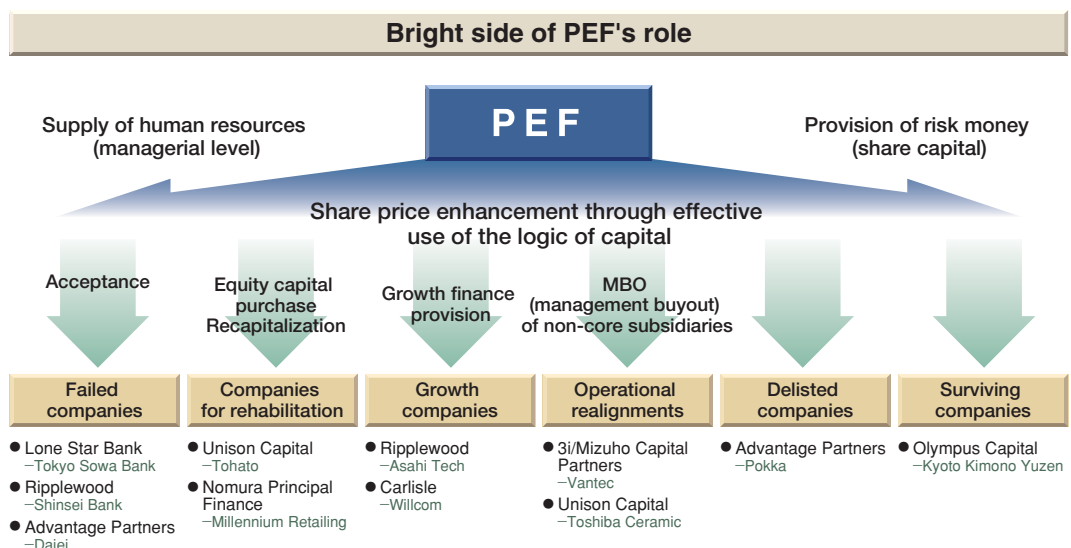 Bright side of PEF's role
PEF
Supply of human resources
(managerial level)
Provision of risk money
(share capital)
Share price enhancement through effective
use of the logic of capital
Acceptance
Equity capital
purchase
Recapitalization
Growth finance
provision
MBO
(management buyout)
of non-core subsidiaries
Failed
companies
Companies
for rehabilitation
Growth
companies
Operational
realignments
Delisted
companies
Surviving
companies
● Lone Star Bank
–Tokyo Sowa Bank
● Ripplewood
–Shinsei Bank
● Advantage Partners
–Daiei
● Unison Capital
–Tohato
● Nomura Principal
Finance
–Millennium Retailing
● Ripplewood
–Asahi Tech
● Carlisle
–Willcom
● 3i/Mizuho Capital
Partners
–Vantec
● Unison Capital
–Toshiba Ceramic
● Advantage Partners
–Pokka
● Olympus Capital
–Kyoto Kimono Yuzen